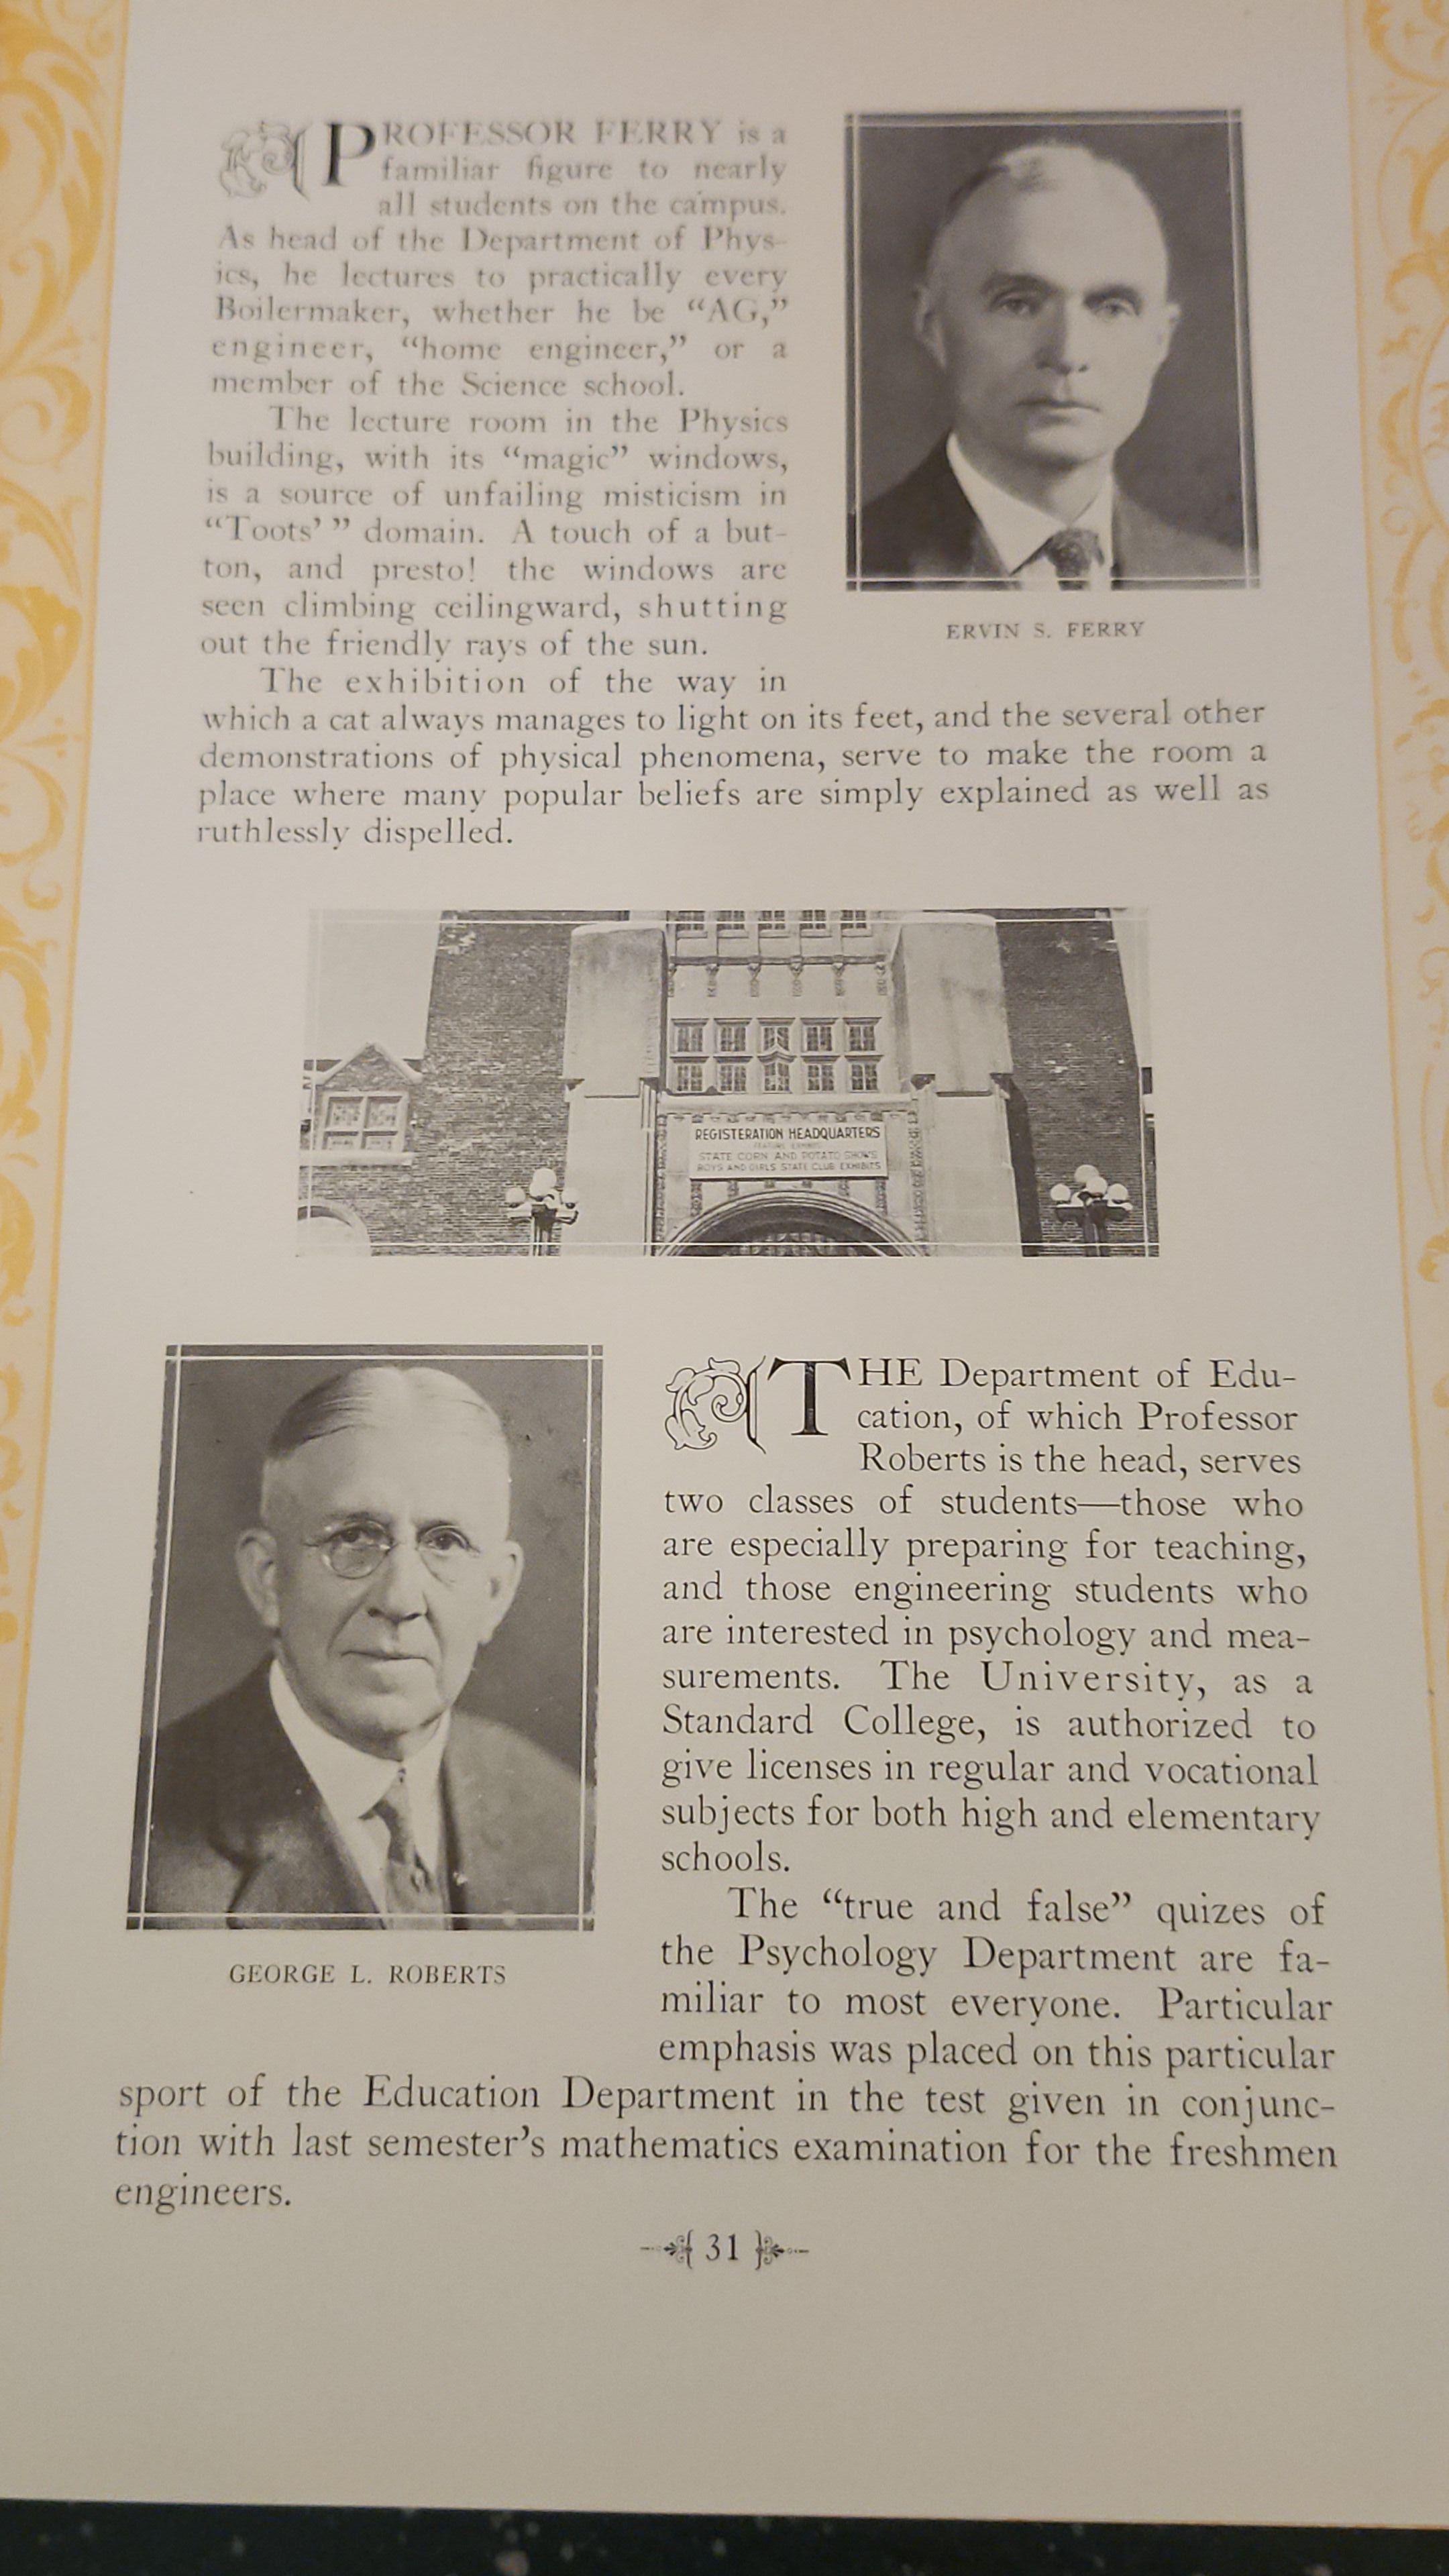 PROFESSOR FERRY is a
familiar figure to nearly
all students on the campus.
As head of the Department of Phys-
ics, he lectures to practically every
Boilermaker, whether he be “AG,”
engineer, “home engineer,” or a
member of the Science school.
The lecture room in the Physics
building, with its “magic” windows,
is a source of unfailing misticism in
“Toots’ ” domain. A touch of a but-
ton, and presto! the windows are
seen climbing ceilingward, shutting
out the friendly rays of the sun.
The exhibition of the way in
which a cat always manages to light on its feet, and the several other
demonstrations of physical phenomena, serve to make the room a
place where many popular beliefs are simply explained as well as
ruthlessly dispelled.
ERVIN S. FERRY
REGISTERATION HEADQUARTERS
STATE CORN AND POTATO SHOWS
BOYS AND GIRLS STATE CLUB EXHIBITS
GEORGE L. ROBERTS
THE Department of Edu-
cation, of which Professor
Roberts is the head, serves
two classes of students—those who
are especially preparing for teaching,
and those engineering students who
are interested in psychology and mea-
surements. The University, as a
Standard College, is authorized to
give licenses in regular and vocational
subjects for both high and elementary
schools.
The “true and false” quizes of
the Psychology Department are fa-
miliar to most everyone. Particular
emphasis was placed on this particular
sport of the Education Department in the test given in conjunc-
tion with last semester’s mathematics examination for the freshmen
engineers.
31